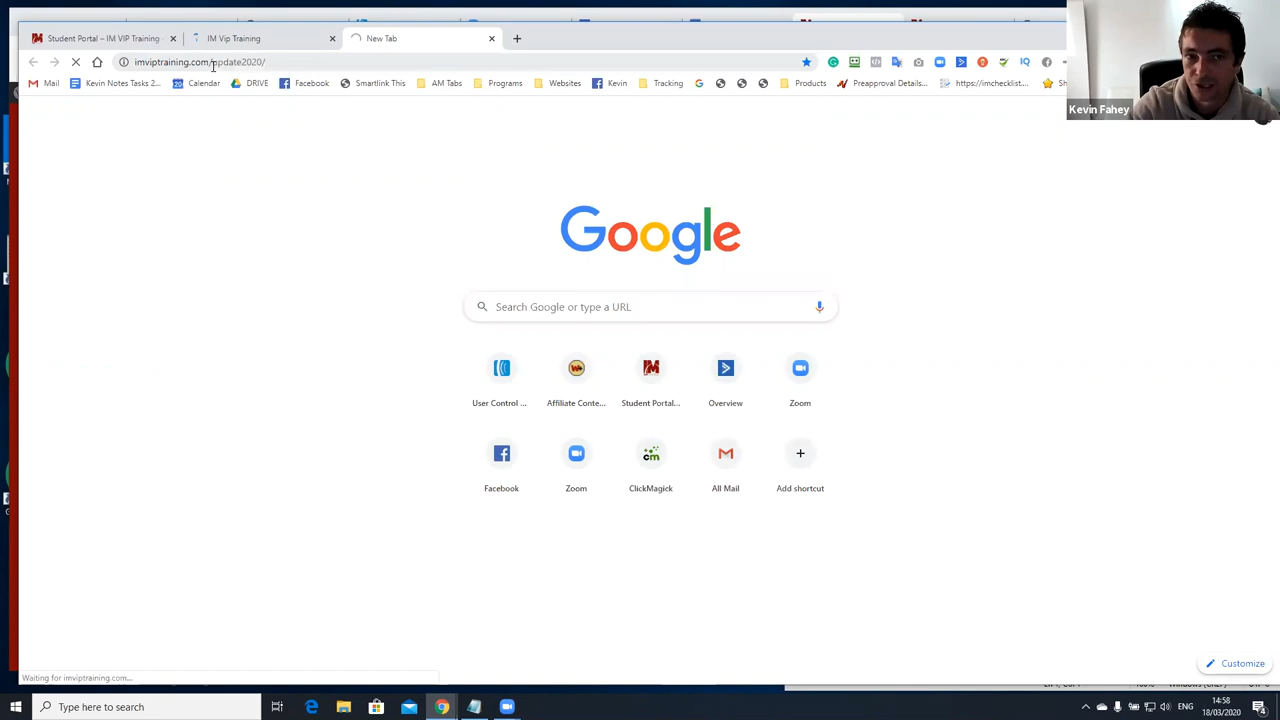 Student Portal – IM VIP Training -
IM Vip Training
New Tab
imviptraining.com/update2020/
Mail
Kevin Notes Tasks 2...
20 Calendar
DRIVE
Facebook
Smartlink This
AM Tabs
Programs
Websites
Kevin
Tracking
Products
Preapproval Details...
https://imchecklist....
Kevin Fahey
Google
Search Google or type a URL
User Control ...
Affiliate Conte...
Student Portal...
Overview
Zoom
Facebook
Zoom
cm
ClickMagick
All Mail
Add shortcut
Customize
Waiting for imviptraining.com...
Type here to search
ENG
14:58
18/03/2020